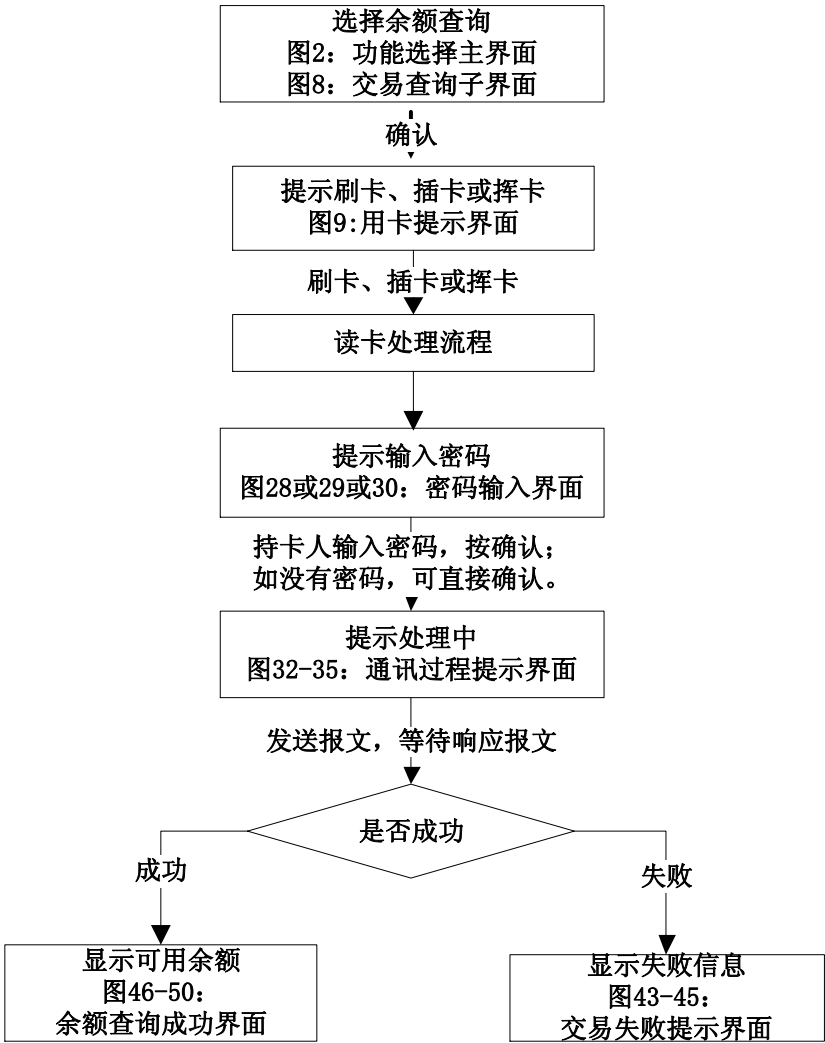 选择余额查询
图2：功能选择主界面
图8：交易查询子界面
确认
提示刷卡、插卡或挥卡
图9:用卡提示界面
刷卡、插卡或挥卡
读卡处理流程
提示输入密码
图28或29或30：密码输入界面
持卡人输入密码，按确认；
如没有密码，可直接确认。
提示处理中
图32-35：通讯过程提示界面
发送报文，等待响应报文
是否成功
成功
失败
显示可用余额
图46-50：
余额查询成功界面
显示失败信息
图43-45：
交易失败提示界面